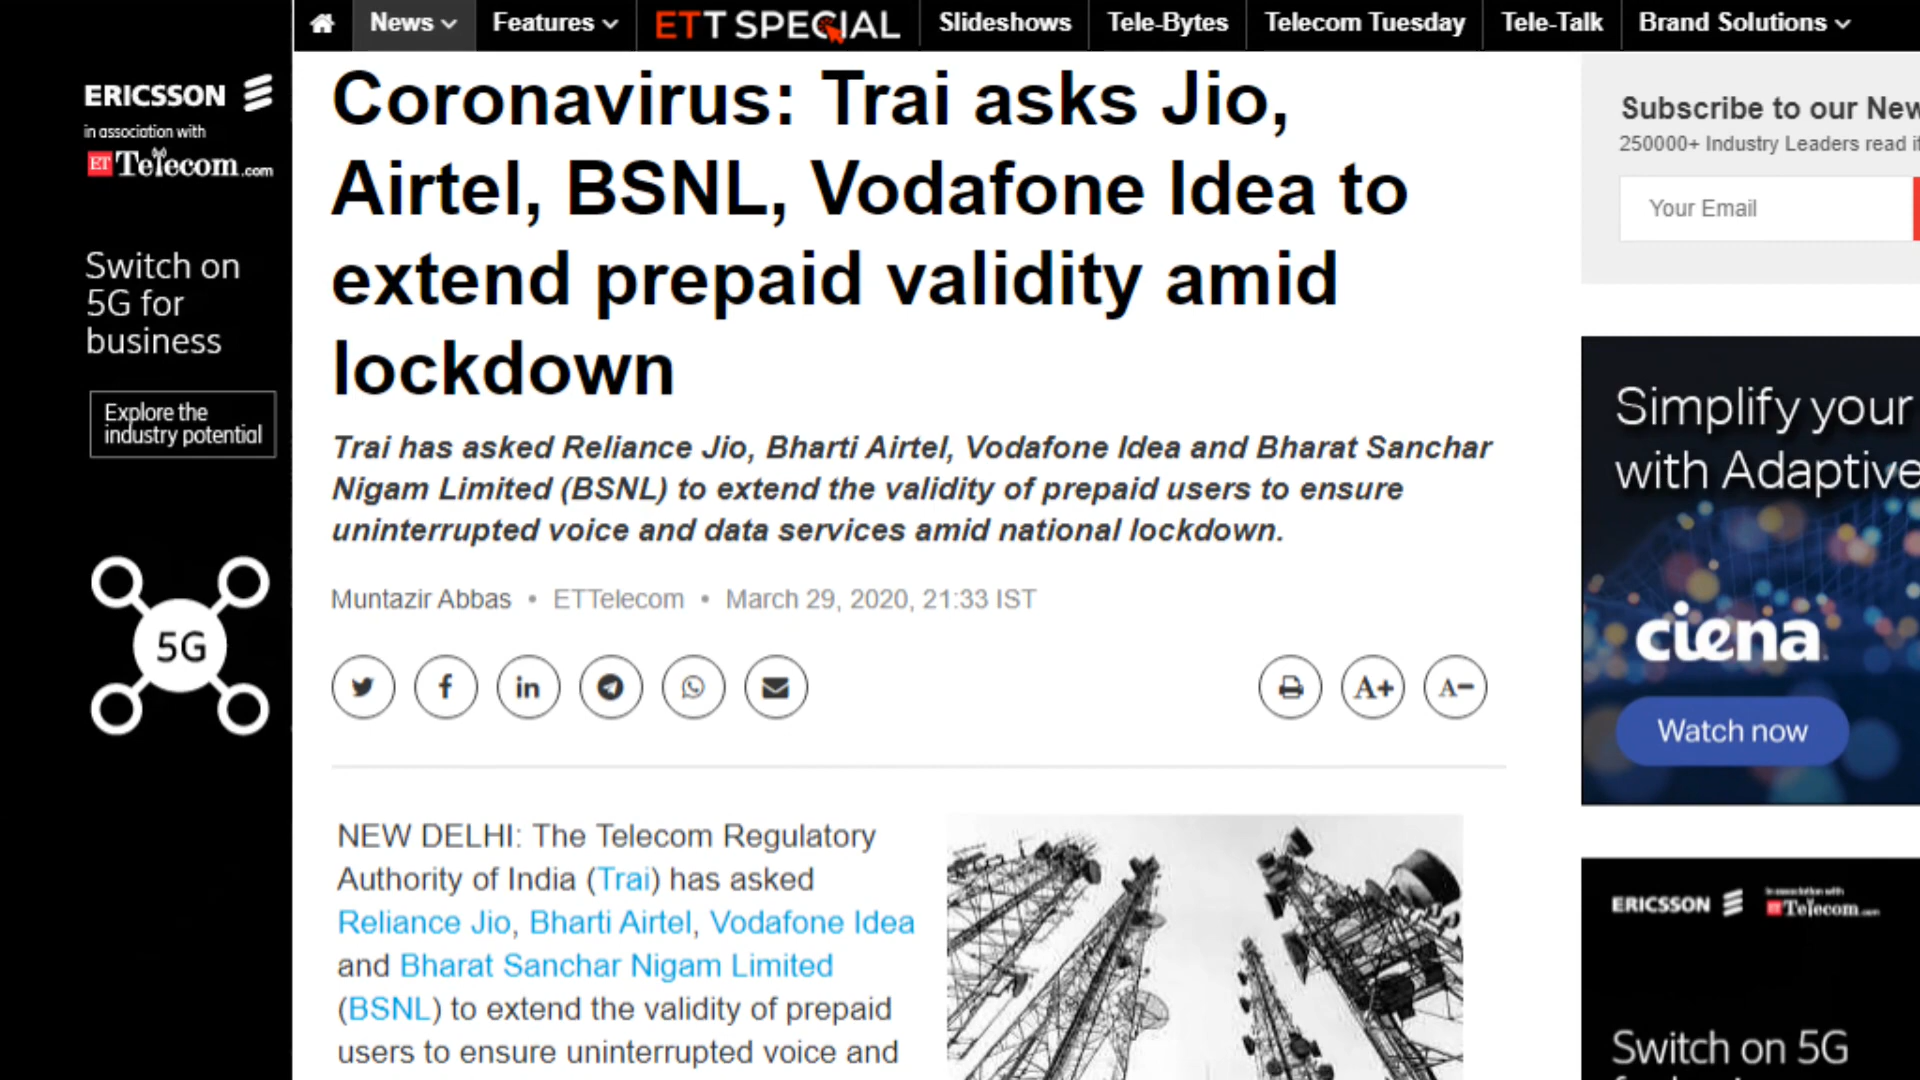 News
Features
ETT SPECIAL
Slideshows
Tele-Bytes
Telecom Tuesday
Tele-Talk
Brand Solutions
ERICSSON
in association with
ET Telecom.com
Switch on
5G for
business
Explore the
industry potential
5G
Coronavirus: Trai asks Jio,
Airtel, BSNL, Vodafone Idea to
extend prepaid validity amid
lockdown
Trai has asked Reliance Jio, Bharti Airtel, Vodafone Idea and Bharat Sanchar
Nigam Limited (BSNL) to extend the validity of prepaid users to ensure
uninterrupted voice and data services amid national lockdown.
Muntazir Abbas • ETTelecom • March 29, 2020, 21:33 IST
A+
A-
NEW DELHI: The Telecom Regulatory
Authority of India (Trai) has asked
Reliance Jio, Bharti Airtel, Vodafone Idea
and Bharat Sanchar Nigam Limited
(BSNL) to extend the validity of prepaid
users to ensure uninterrupted voice and
Subscribe to our New
250000+ Industry Leaders read i
Your Email
Simplify your
with Adaptive
ciena
Watch now
ERICSSON
in association with
ET Telecom.com
Switch on 5G